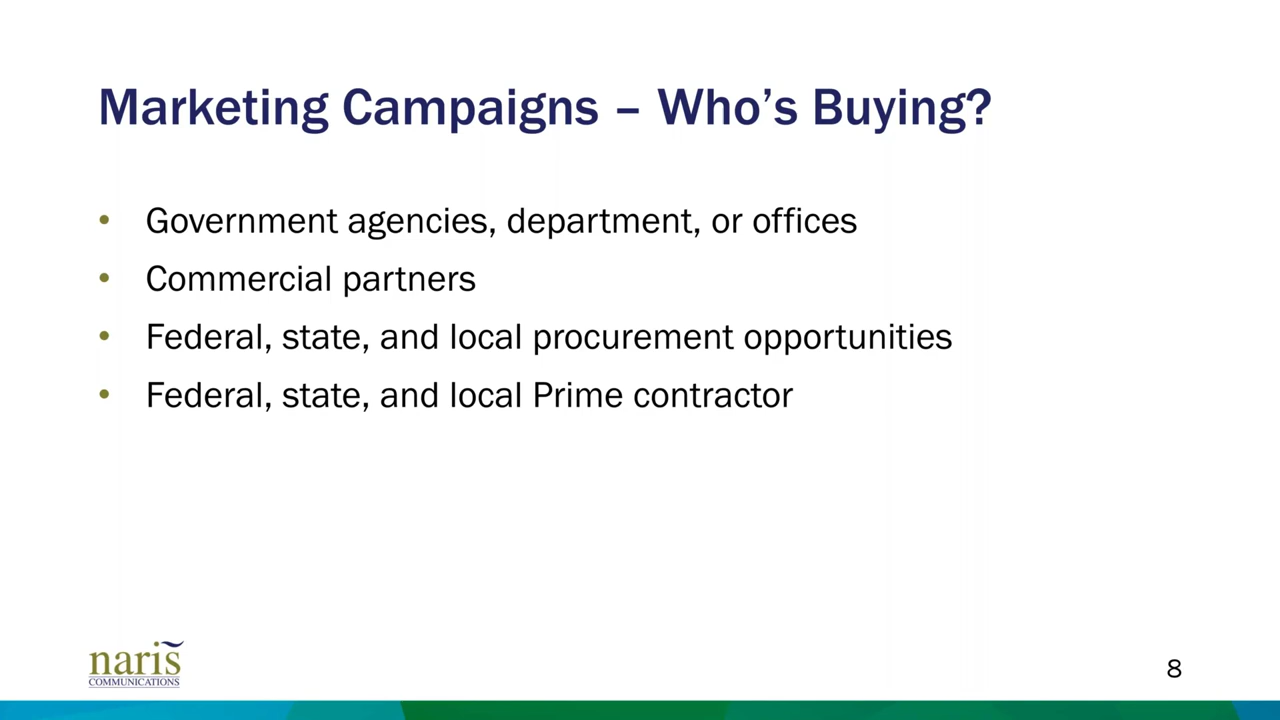 Marketing Campaigns – Who’s Buying?
• Government agencies, department, or offices
• Commercial partners
• Federal, state, and local procurement opportunities
• Federal, state, and local Prime contractor
naris
COMMUNICATIONS
8